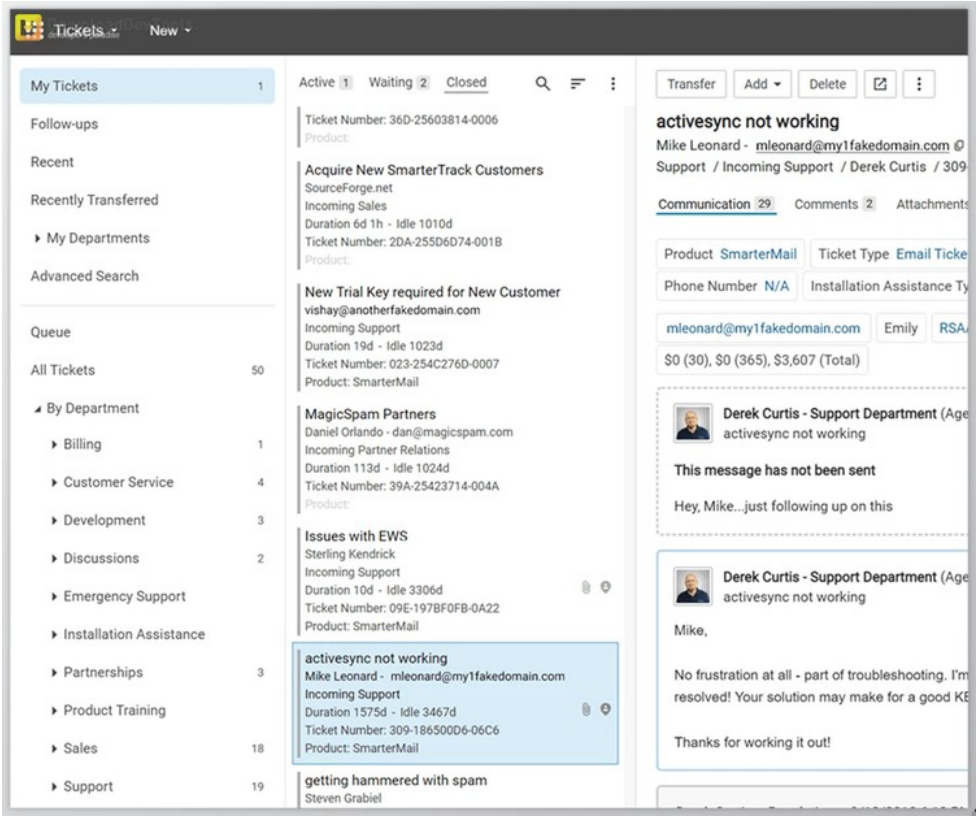 Tickets
New
My Tickets 1
Follow-ups
Recent
Recently Transferred
My Departments
Advanced Search
Queue
All Tickets 50
By Department
Billing 1
Customer Service 4
Development 3
Discussions 2
Emergency Support
Installation Assistance
Partnerships 3
Product Training
Sales 18
Support 19
Active 1 Waiting 2 Closed
Ticket Number: 36D-25603814-0006
Product:
Acquire New SmarterTrack Customers
SourceForge.net
Incoming Sales
Duration 6d 1h - Idle 1010d
Ticket Number: 2DA-255D6D74-001B
Product:
New Trial Key required for New Customer
vishay@anotherfakedomain.com
Incoming Support
Duration 19d - Idle 1023d
Ticket Number: 023-254C276D-0007
Product: SmarterMail
MagicSpam Partners
Daniel Orlando - dan@magicspam.com
Incoming Partner Relations
Duration 113d - Idle 1024d
Ticket Number: 39A-25423714-004A
Product:
Issues with EWS
Sterling Kendrick
Incoming Support
Duration 10d - Idle 3306d
Ticket Number: 09E-197BF0FB-0A22
Product: SmarterMail
activesync not working
Mike Leonard - mleonard@my1fakedomain.com
Incoming Support
Duration 1575d - Idle 3467d
Ticket Number: 309-186500D6-06C6
Product: SmarterMail
getting hammered with spam
Steven Grabiel
Transfer Add Delete
activesync not working
Mike Leonard - mleonard@my1fakedomain.com
Support / Incoming Support / Derek Curtis / 309-
Communication 29 Comments 2 Attachments
Product SmarterMail Ticket Type Email Ticke
Phone Number N/A Installation Assistance Ty
mleonard@my1fakedomain.com Emily RSA
$0 (30), $0 (365), $3,607 (Total)
Derek Curtis - Support Department (Age
activesync not working
This message has not been sent
Hey, Mike...just following up on this
Derek Curtis - Support Department (Age
activesync not working
Mike,
No frustration at all - part of troubleshooting. I'm
resolved! Your solution may make for a good KB
Thanks for working it out!